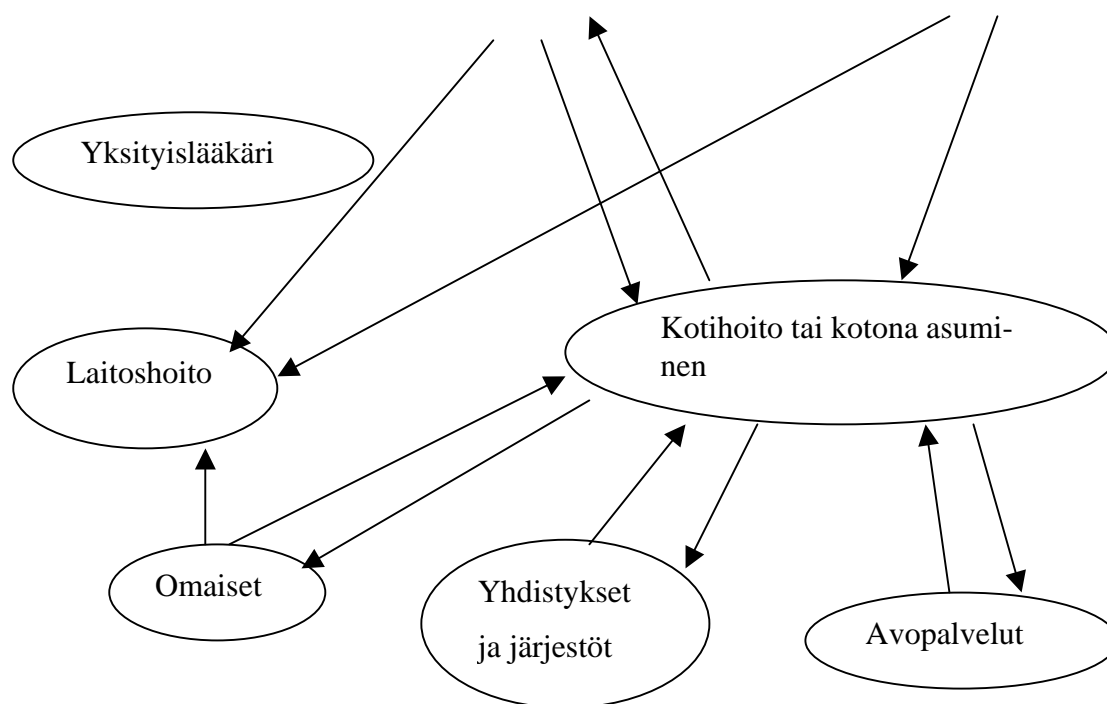 Yksityislääkäri
Kotihoito tai kotona asumi-
nen
Laitoshoito
Omaiset
Yhdistykset
ja järjestöt
Avopalvelut